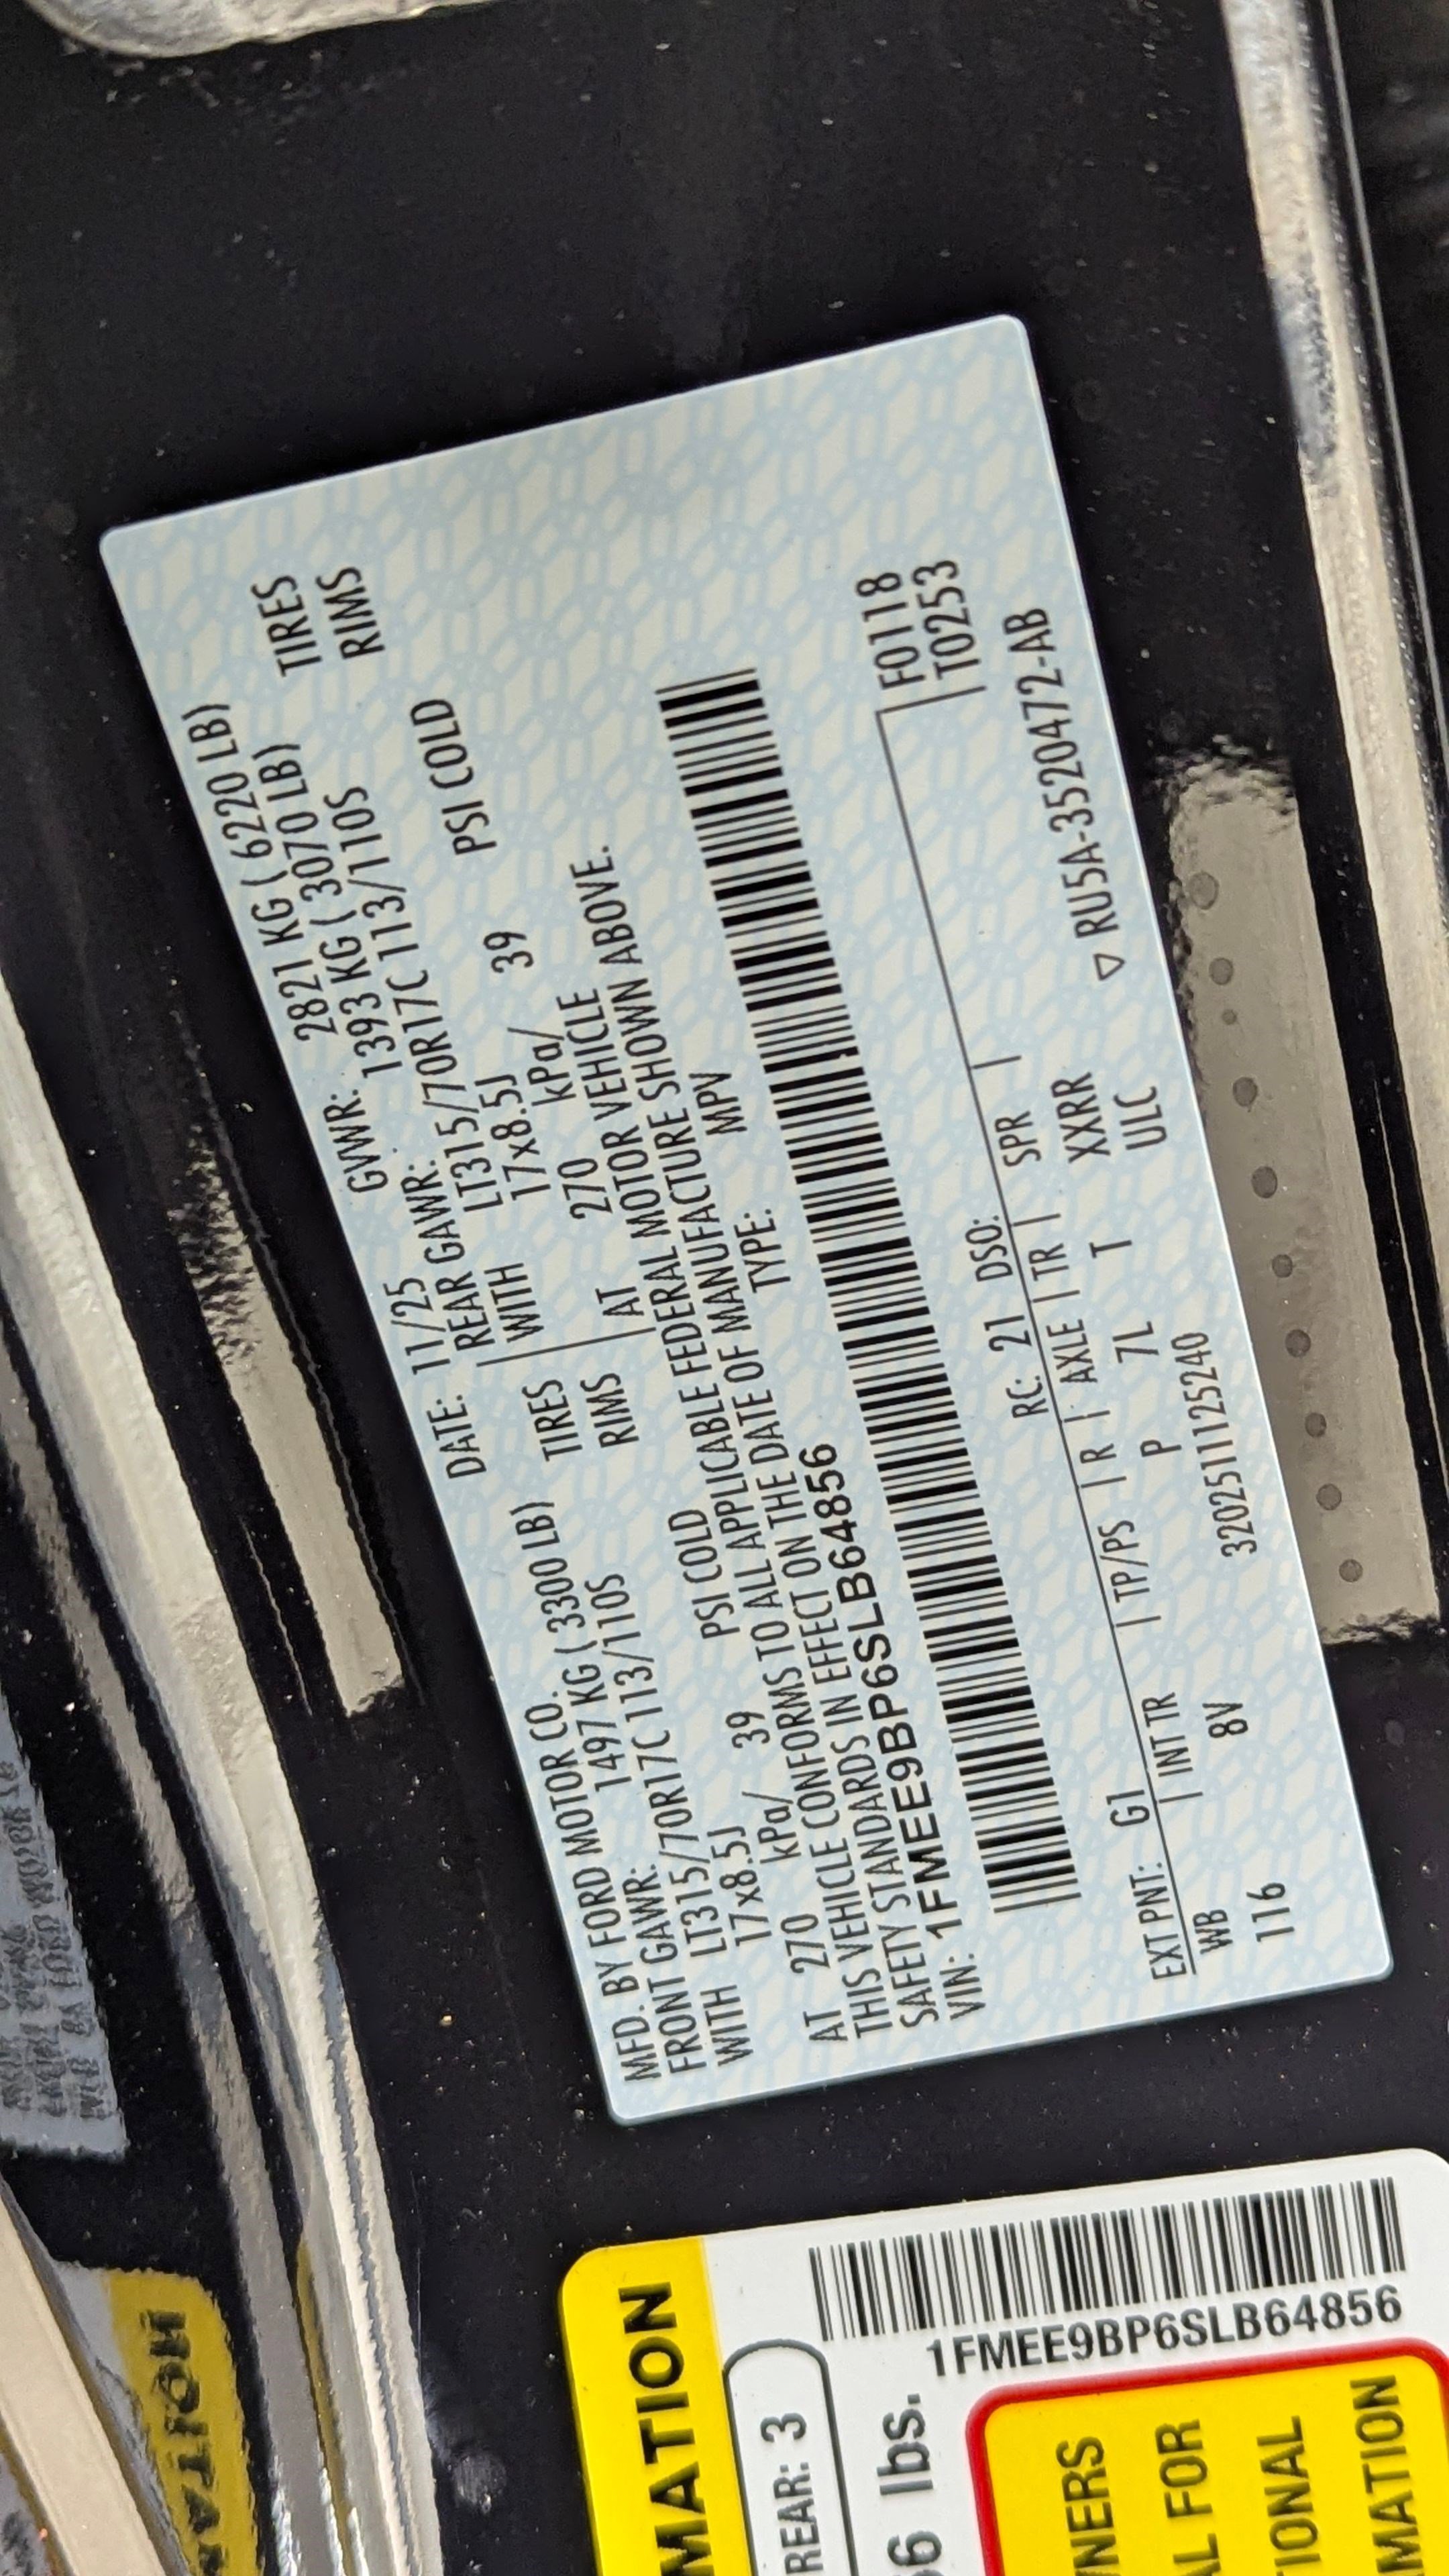 MFD. BY FORD MOTOR CO. DATE: 11/25 GVWR: 2821 KG ( 6220 LB)
FRONT GAWR: 1497 KG ( 3300 LB) REAR GAWR: 1393 KG ( 3070 LB)
LT315/70R17C 113/110S TIRES LT315/70R17C 113/110S TIRES
WITH 17x8.5J RIMS WITH 17x8.5J RIMS
AT 270 kPa/ 39 PSI COLD AT 270 kPa/ 39 PSI COLD
THIS VEHICLE CONFORMS TO ALL APPLICABLE FEDERAL MOTOR VEHICLE
SAFETY STANDARDS IN EFFECT ON THE DATE OF MANUFACTURE SHOWN ABOVE.
VIN: 1FMEE9BP6SLB64856 TYPE: MPV
F0118
T0253
EXT PNT: G1 RC: 21 DSO:
WB INT TR TP/PS R AXLE TR SPR
116 8V P 7L T XXRR
ULC
▽ RU5A-3520472-AB
3202511125240
MATION
REAR: 3
6 lbs.
1FMEE9BP6SLB64856
NERS
L FOR
IONAL
MATION